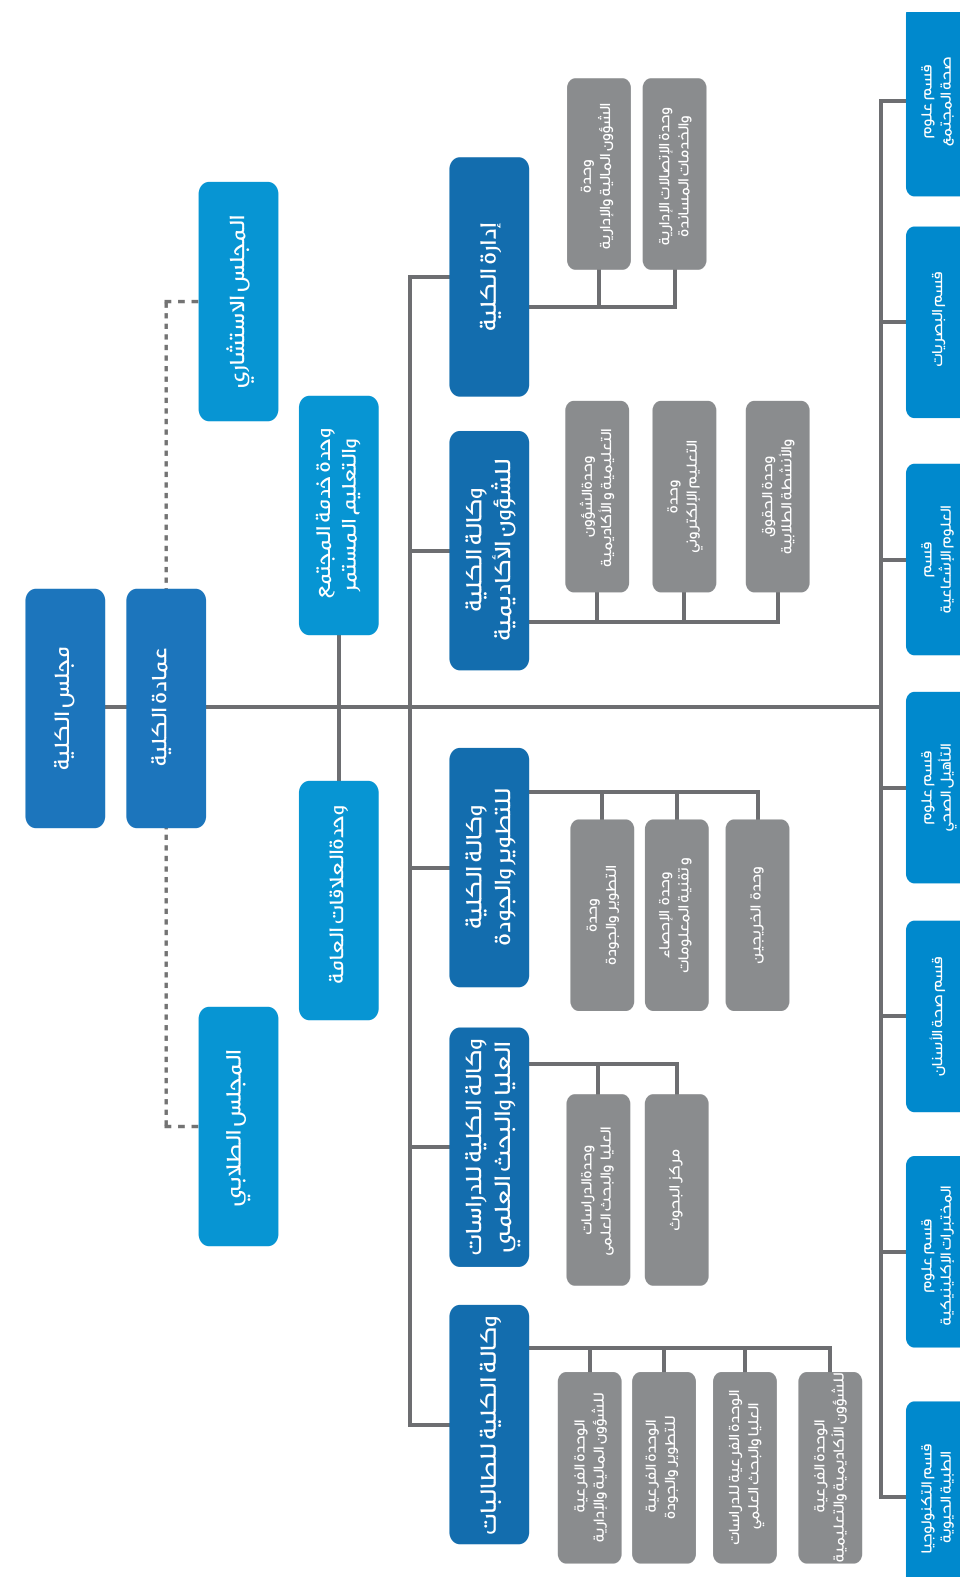 مجلس الكلية
عمادة الكلية
المجلس الاستشاري
المجلس الطلابي
وحدة خدمة المجتمع
والتعليم المستمر
وحدة العلاقات العامة
إدارة الكلية
وحدة
الشؤون المالية والإدارية
وحدة الإتصالات الإدارية
والخدمات المساندة
وكالة الكلية
للشؤون الأكاديمية
وحدة الشؤون
التعليمية و الأكاديمية
وحدة
التعليم الإلكتروني
وحدة الحقوق
والأنشطة الطلابية
وكالة الكلية
للتطوير والجودة
وحدة
التطوير والجودة
وحدة الإحصاء
و تقنية المعلومات
وحدة الخريجين
وكالة الكلية للدراسات
العليا والبحث العلمي
وحدة الدراسات
العليا والبحث العلمي
مركز البحوث
وكالة الكلية للطالبات
الوحدة الفرعية
للشؤون المالية والإدارية
الوحدة الفرعية
للتطوير والجودة
الوحدة الفرعية للدراسات
العليا والبحث العلمي
الوحدة الفرعية
للشؤون الأكاديمية والتعليمية
قسم علوم
صحة المجتمع
قسم البصريات
قسم
العلوم الإشعاعية
قسم علوم
التأهيل الصحي
قسم صحة الأسنان
قسم علوم
المختبرات الإكلينيكية
قسم التكنولوجيا
الطبية الحيوية